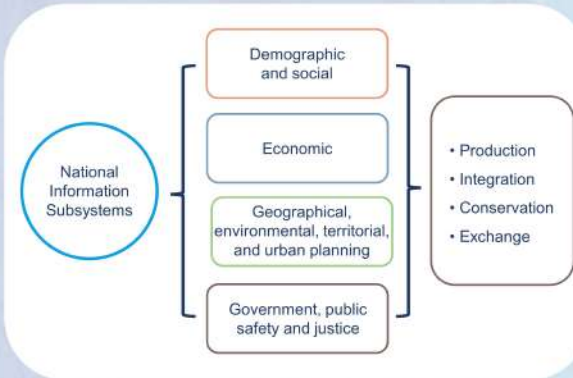 National
Information
Subsystems
Demographic
and social
Economic
Geographical,
environmental, territorial,
and urban planning
Government, public
safety and justice
• Production
• Integration
• Conservation
• Exchange